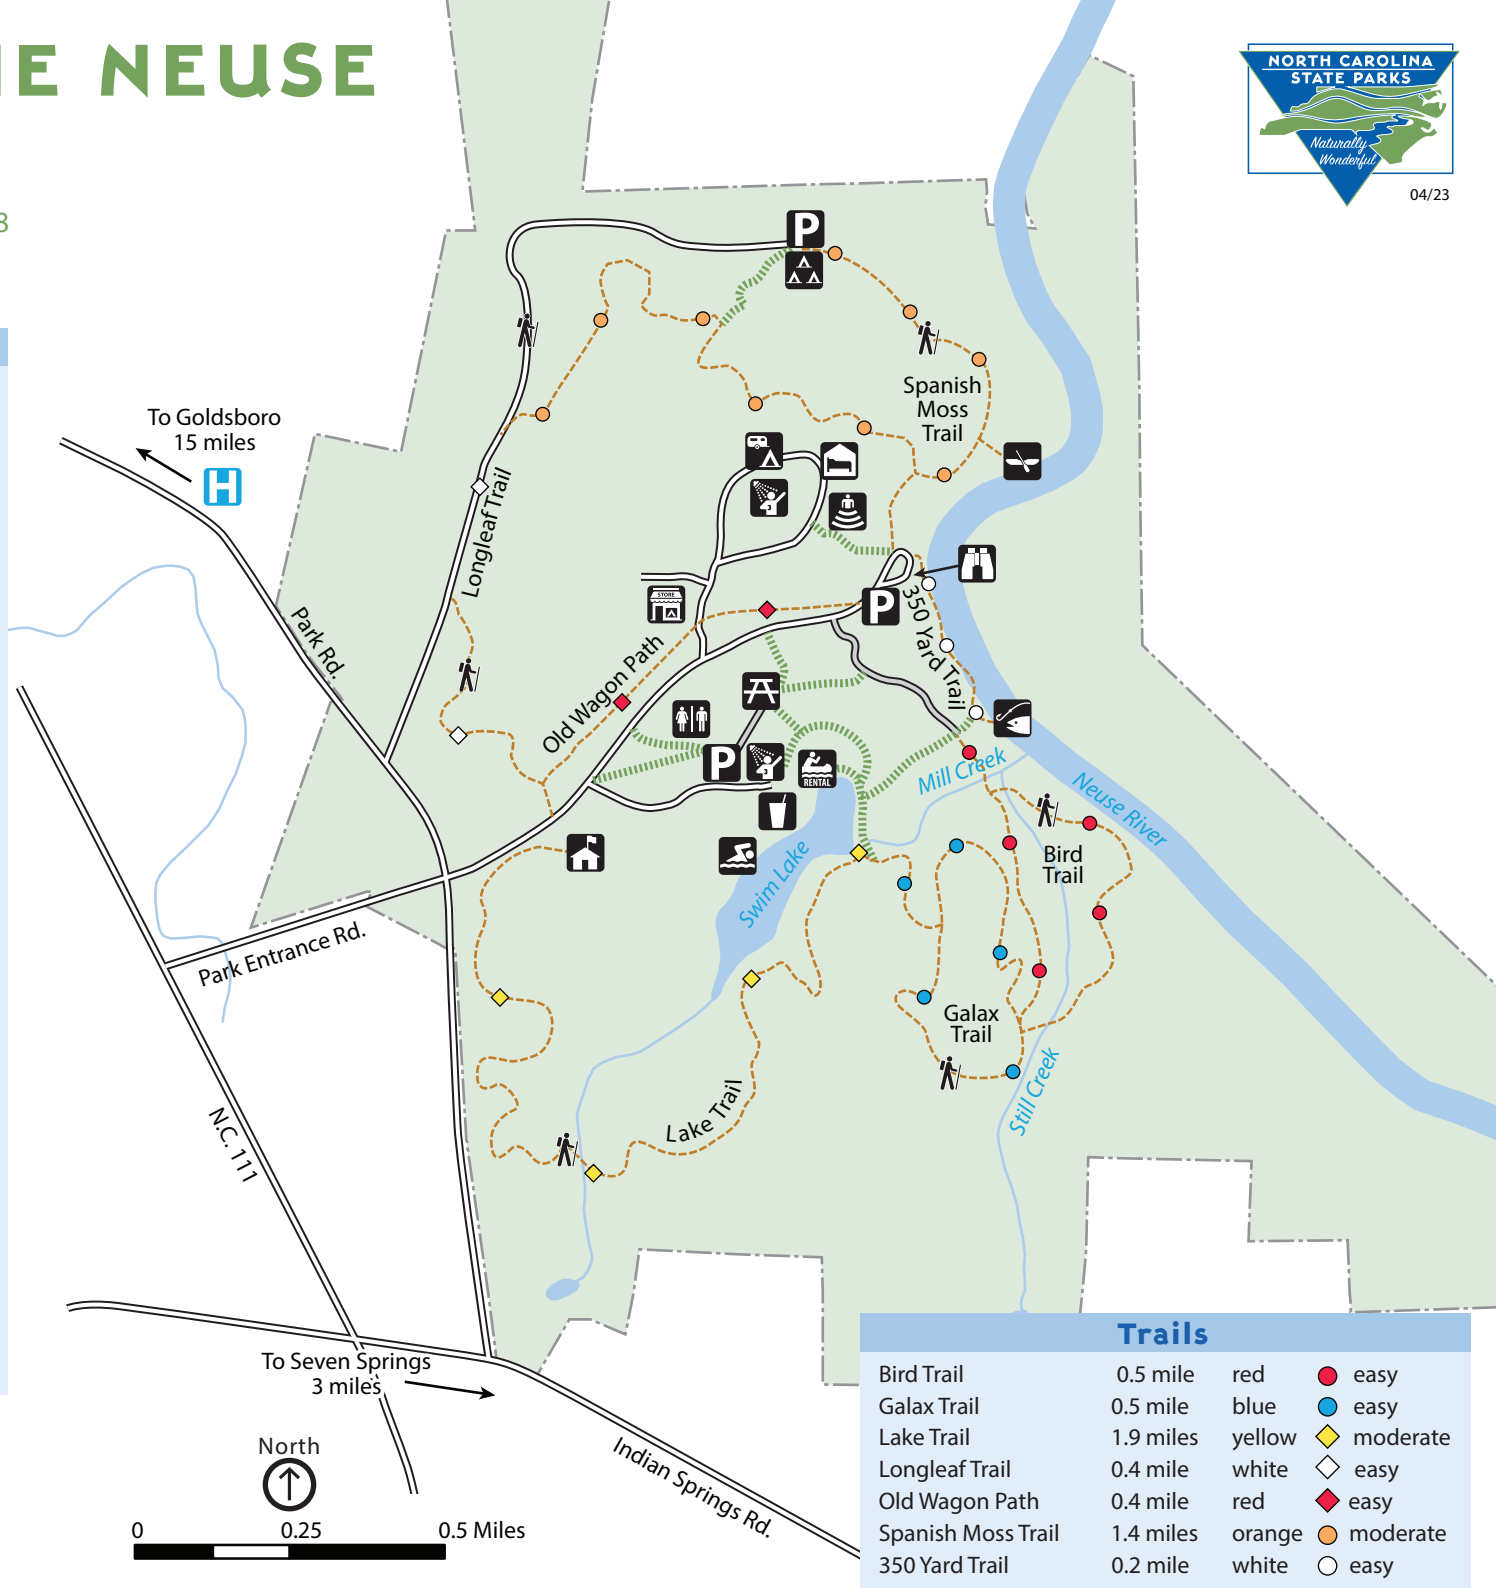 IE NEUSE
NORTH CAROLINA
STATE PARKS
Naturally
Wonderful
04/23
8
P
To Goldsboro
15 miles
H
Spanish
Moss
Trail
Longleaf Trail
STORE
P
350 Yard Trail
Park Rd.
Old Wagon Path
P
RENTAL
Mill Creek
Neuse River
Bird
Trail
Swim Lake
Park Entrance Rd.
Galax
Trail
Still Creek
Lake Trail
N.C. 111
To Seven Springs
3 miles
Indian Springs Rd.
North
0 0.25 0.5 Miles
Trails
Bird Trail 0.5 mile red easy
Galax Trail 0.5 mile blue easy
Lake Trail 1.9 miles yellow moderate
Longleaf Trail 0.4 mile white easy
Old Wagon Path 0.4 mile red easy
Spanish Moss Trail 1.4 miles orange moderate
350 Yard Trail 0.2 mile white easy